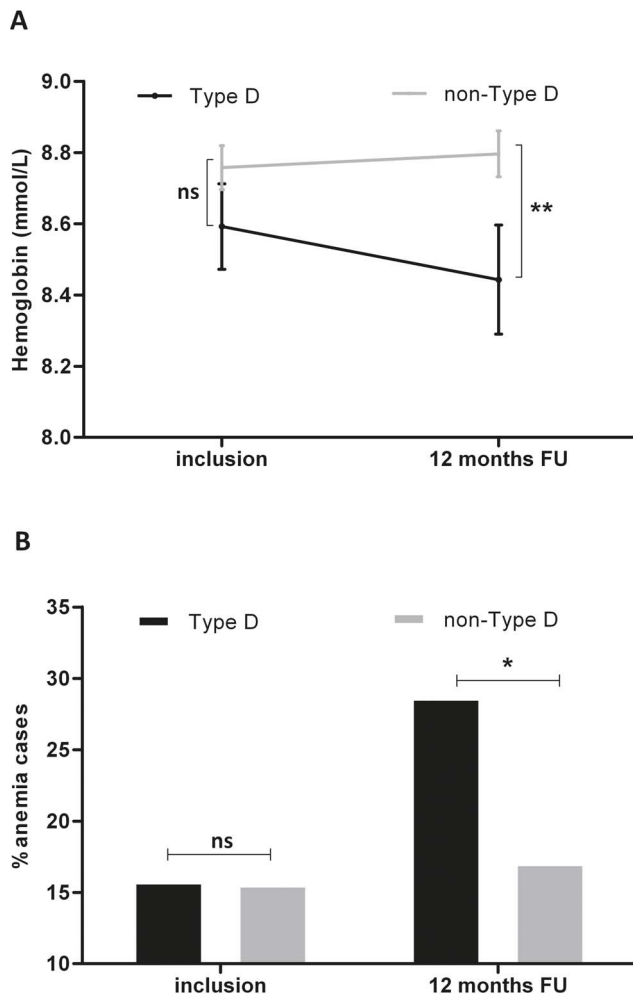 A
9.0
8.8
8.6
8.4
8.2
8.0
Hemoglobin (mmol/L)
Type D
non-Type D
ns
**
inclusion
12 months FU
B
35
30
25
20
15
10
% anemia cases
Type D
non-Type D
ns
*
inclusion
12 months FU